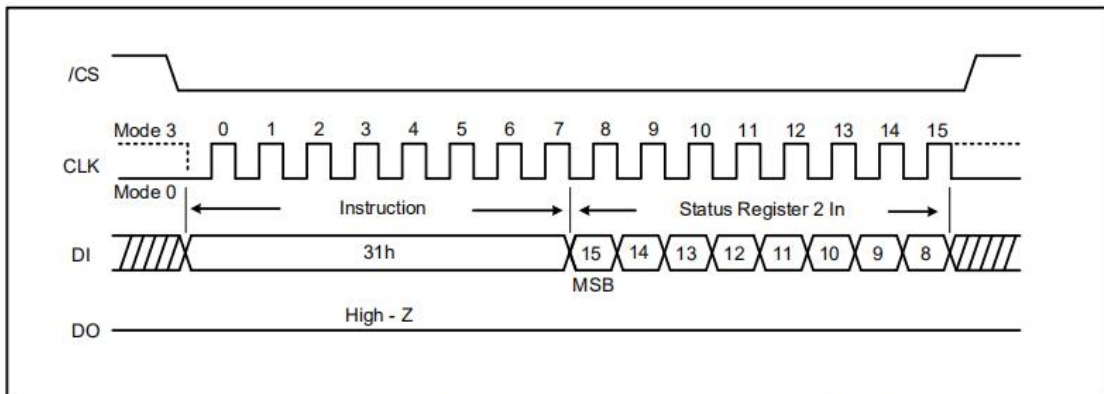 /CS
Mode 3 0 1 2 3 4 5 6 7 8 9 10 11 12 13 14 15
CLK
Mode 0
Instruction Status Register 2 In
DI 31h 15 14 13 12 11 10 9 8
MSB
High - Z
DO